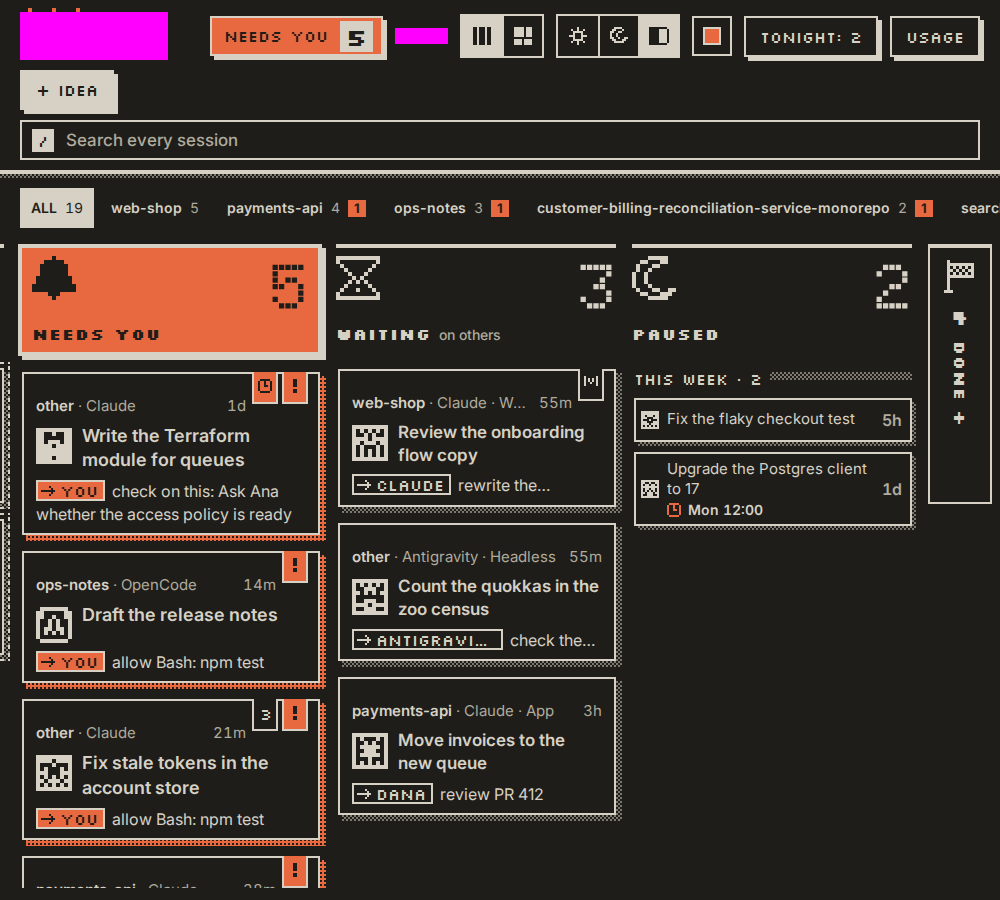 NEEDS YOU 5
TONIGHT: 2
USAGE
+ IDEA
/ Search every session
ALL 19
web-shop 5
payments-api 4 1
ops-notes 3 1
customer-billing-reconciliation-service-monorepo 2 1
5
NEEDS YOU
other · Claude 1d !
Write the Terraform
module for queues
→ YOU check on this: Ask Ana
whether the access policy is ready
ops-notes · OpenCode 14m !
Draft the release notes
→ YOU allow Bash: npm test
other · Claude 21m 3 !
Fix stale tokens in the
account store
→ YOU allow Bash: npm test
!
3
WAITING on others
web-shop · Claude · W... 55m
Review the onboarding
flow copy
→ CLAUDE rewrite the...
other · Antigravity · Headless 55m
Count the quokkas in the
zoo census
→ ANTIGRAVI... check the...
payments-api · Claude · App 3h
Move invoices to the
new queue
→ DANA review PR 412
2
PAUSED
THIS WEEK · 2
Fix the flaky checkout test 5h
Upgrade the Postgres client
to 17 1d
Mon 12:00
DONE +